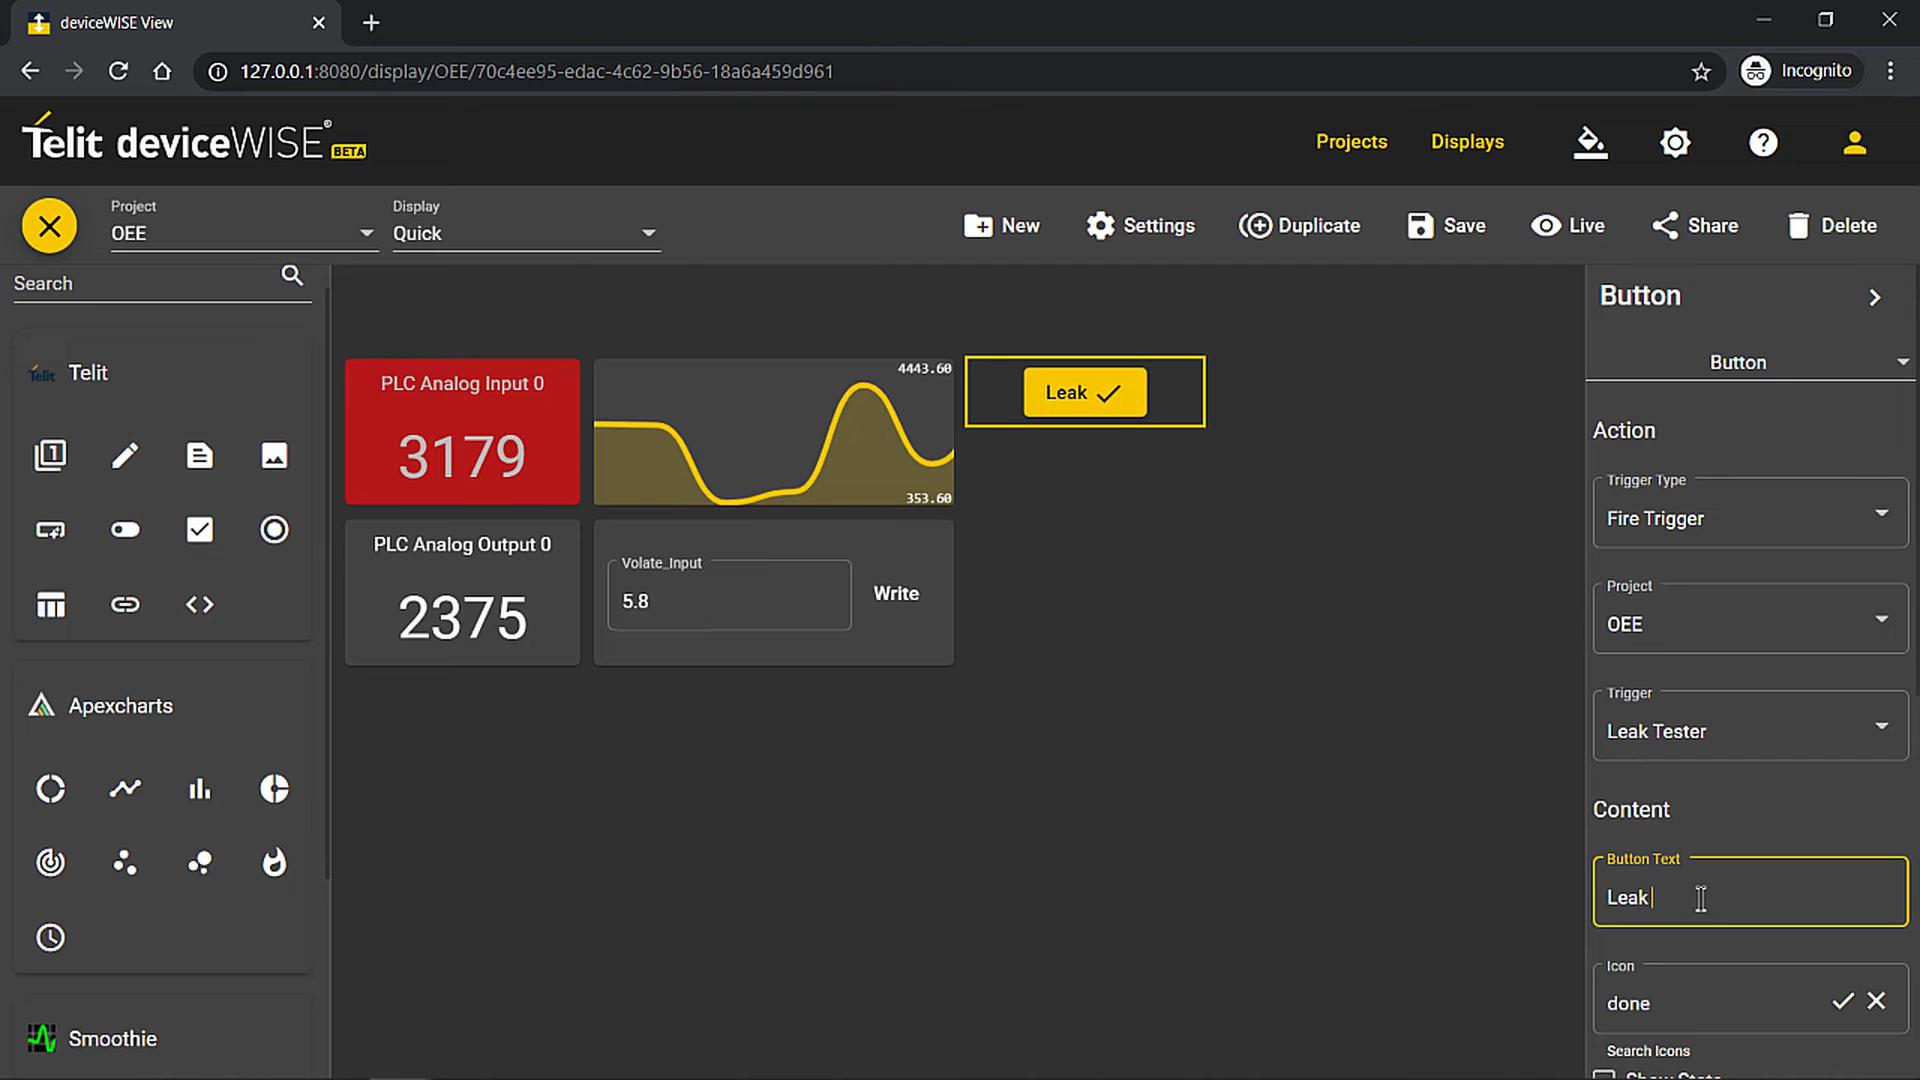 deviceWISE View
127.0.0.1:8080/display/OEE/70c4ee95-edac-4c62-9b56-18a6a459d961
Incognito
Telit deviceWISE BETA
Projects
Displays
Project
OEE
Display
Quick
New
Settings
Duplicate
Save
Live
Share
Delete
Search
Telit
Telit
Apexcharts
Smoothie
PLC Analog Input 0
3179
4443.60
353.60
Leak
PLC Analog Output 0
2375
Volate_Input
5.8
Write
Button
Button
Action
Trigger Type
Fire Trigger
Project
OEE
Trigger
Leak Tester
Content
Button Text
Leak
Icon
done
Search Icons